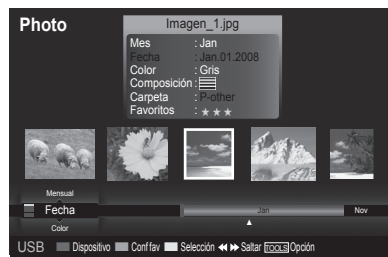 Photo
Imagen_1.jpg
Mes : Jan
Fecha : Jan.01.2008
Color : Gris
Composición :
Carpeta : P-other
Favoritos : ★ ★ ★
Mensual
Fecha
Jan
Nov
Color
USB Dispositivo Conf fav Selección ◄◄ ►► Saltar TOOLS Opción